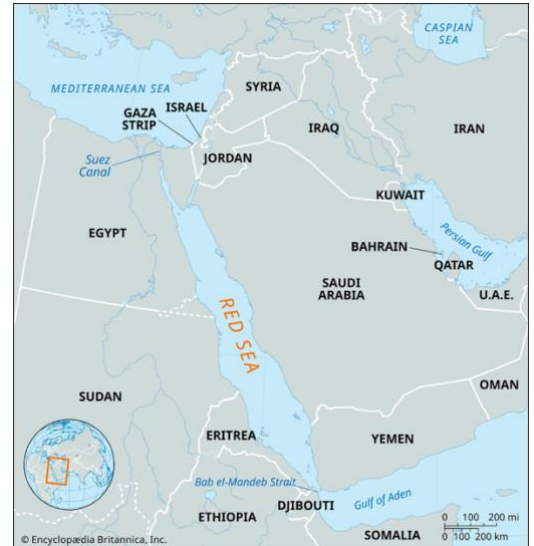 CASPIAN
SEA
MEDITERRANEAN SEA
SYRIA
ISRAEL
GAZA
STRIP
IRAQ
IRAN
Suez
Canal
JORDAN
KUWAIT
EGYPT
Persian Gulf
BAHRAIN
QATAR
SAUDI
ARABIA
U.A.E.
RED SEA
OMAN
SUDAN
ERITREA
YEMEN
Bab el-Mandeb Strait
Gulf of Aden
DJIBOUTI
ETHIOPIA
SOMALIA
0 100 200 mi
0 100 200 km
© Encyclopædia Britannica, Inc.